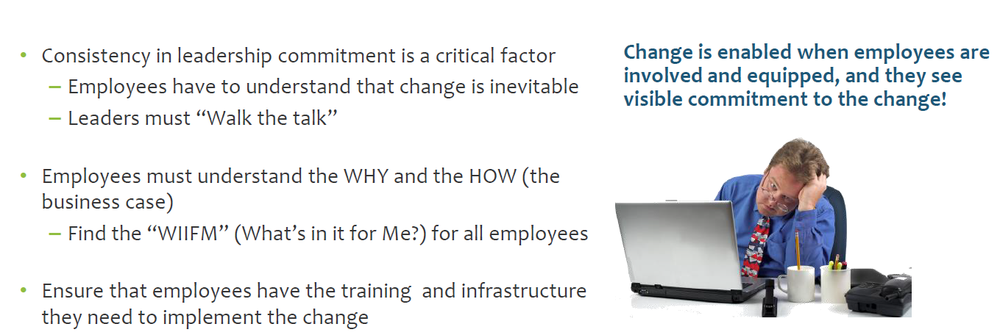 • Consistency in leadership commitment is a critical factor
– Employees have to understand that change is inevitable
– Leaders must “Walk the talk”
• Employees must understand the WHY and the HOW (the
business case)
– Find the “WIIFM” (What’s in it for Me?) for all employees
• Ensure that employees have the training  and infrastructure
they need to implement the change
Change is enabled when employees are
involved and equipped, and they see
visible commitment to the change!